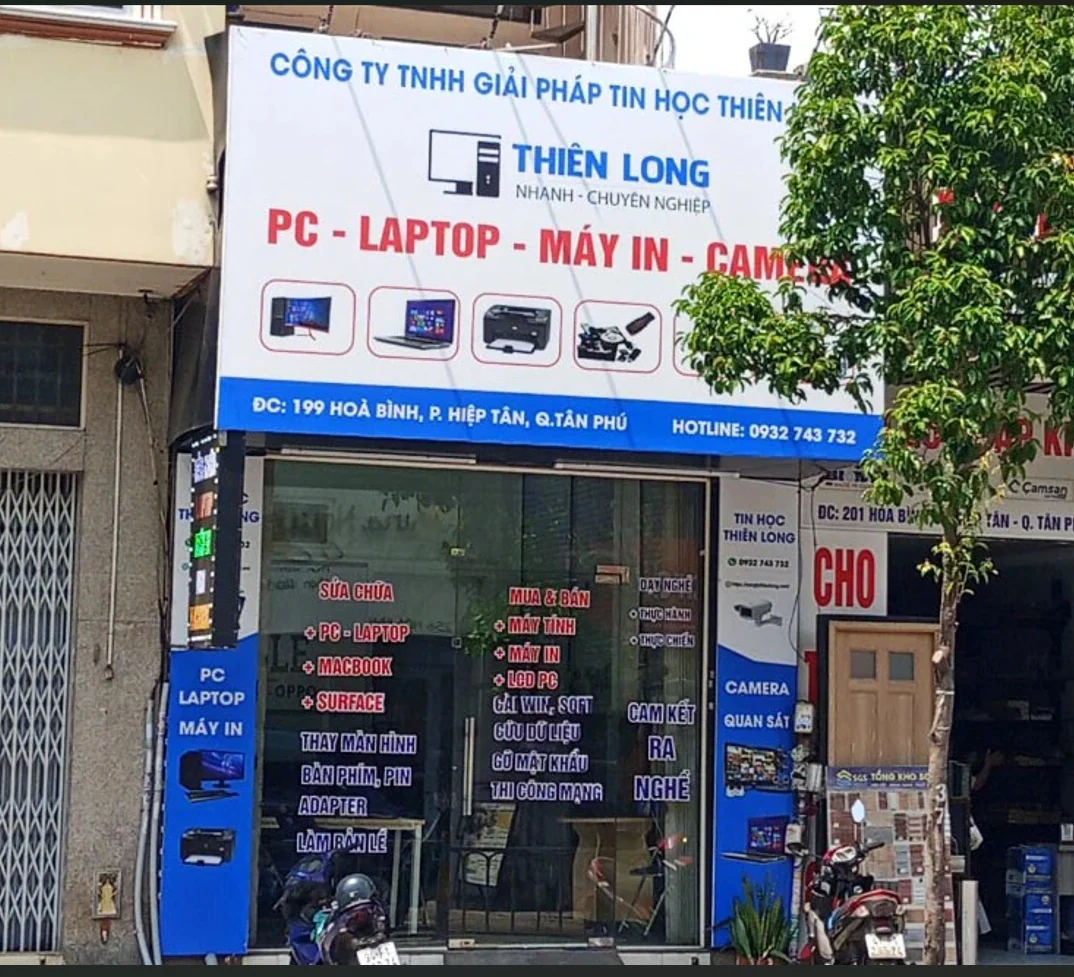 CÔNG TY TNHH GIẢI PHÁP TIN HỌC THIÊN
THIÊN LONG
NHANH - CHUYÊN NGHIỆP
PC - LAPTOP - MÁY IN - CAMERA
ĐC: 199 HOÀ BÌNH, P. HIỆP TÂN, Q.TÂN PHÚ
HOTLINE: 0932 743 732
SỬA CHỮA
+ PC - LAPTOP
+ MACBOOK
+ SURFACE
THAY MÀN HÌNH
BÀN PHÍM, PIN
ADAPTER
LÀM BẢN LỀ
MUA & BÁN
+ MÁY TÍNH
+ MÁY IN
+ LCD PC
CÀI WIN, SOFT
CỨU DỮ LIỆU
GỠ MẬT KHẨU
THI CÔNG MẠNG
DẠY NGHỀ
+ THỰC HÀNH
+ THỰC CHIẾN
CAM KẾT
RA
NGHỀ
PC
LAPTOP
MÁY IN
TIN HỌC
THIÊN LONG
0932 743 732
CAMERA
QUAN SÁT
Camsan
ĐC: 201 HÒA TÂN - Q. TÂN
CHO
SGS TỔNG KHO